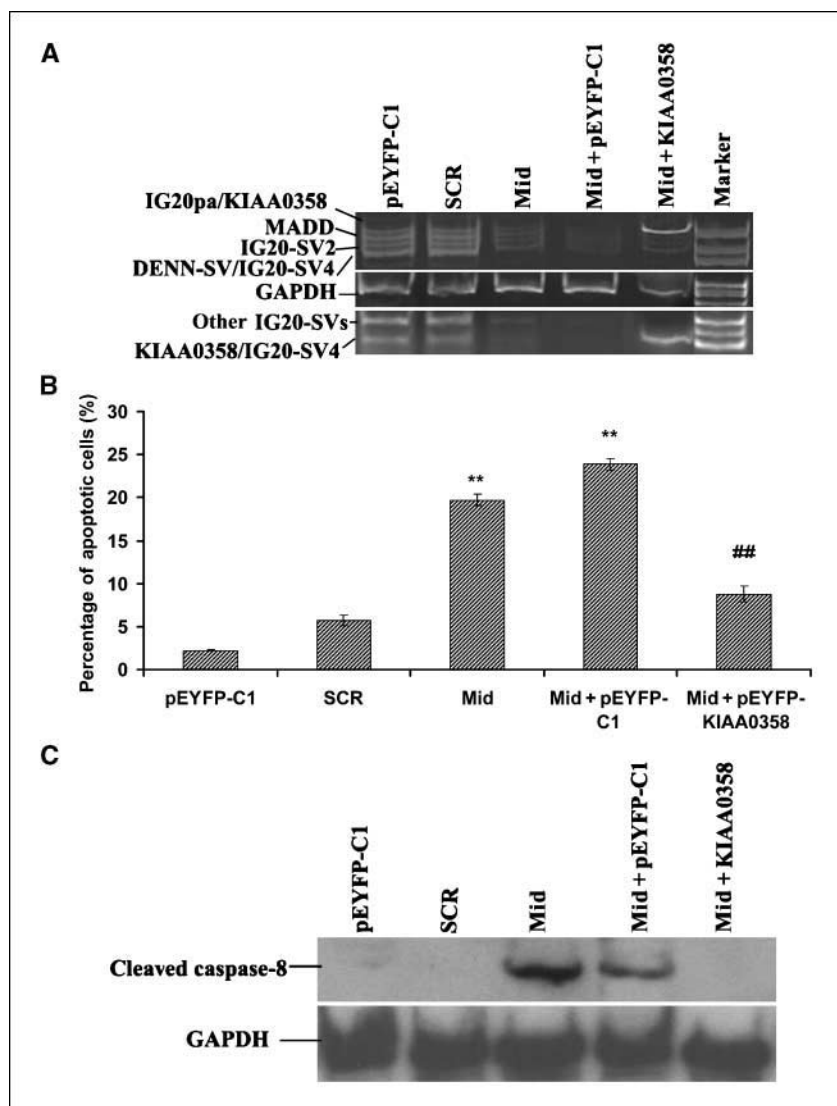 A
pEYFP-C1
SCR
Mid
Mid + pEYFP-C1
Mid + KIAA0358
Marker
IG20pa/KIAA0358
MADD
IG20-SV2
DENN-SV/IG20-SV4
GAPDH
Other IG20-SVs
KIAA0358/IG20-SV4
B
Percentage of apoptotic cells (%)
30
25
20
15
10
5
0
**
**
##
pEYFP-C1
SCR
Mid
Mid + pEYFP-
C1
Mid + pEYFP-
KIAA0358
C
pEYFP-C1
SCR
Mid
Mid + pEYFP-C1
Mid + KIAA0358
Cleaved caspase-8
GAPDH